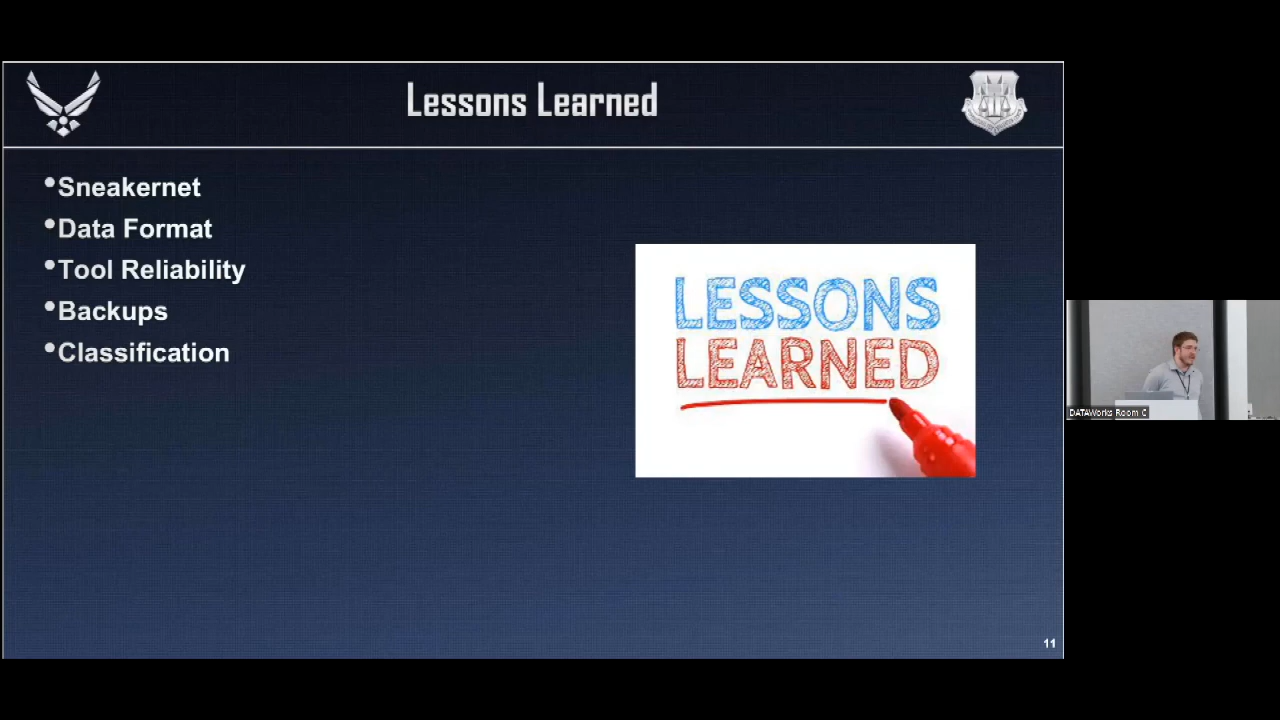 Lessons Learned
•Sneakernet
•Data Format
•Tool Reliability
•Backups
•Classification
LESSONS
LEARNED
DATAWorks Room C
11